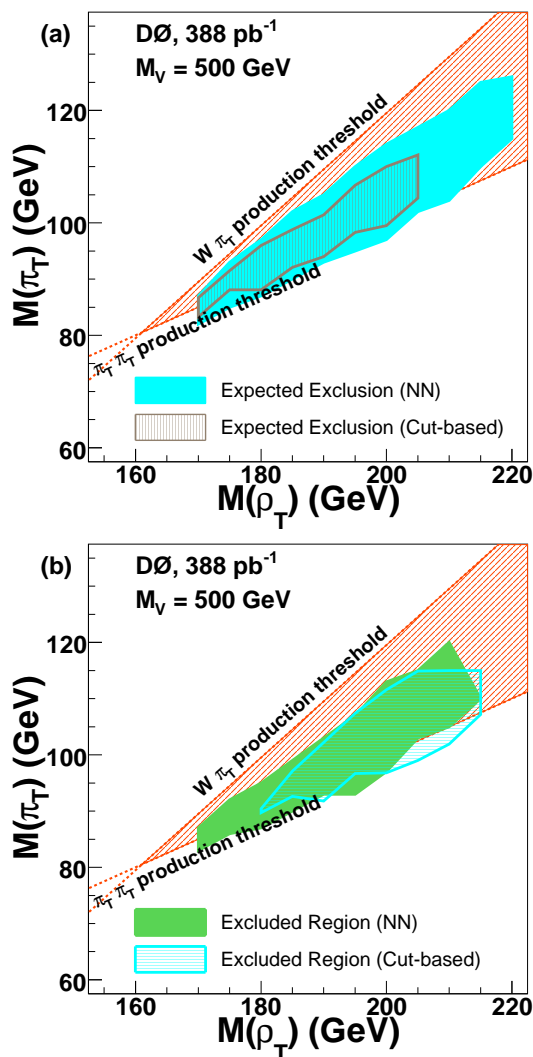 (a) DØ, 388 pb⁻¹
M_V = 500 GeV
W π_T production threshold
π_T π_T production threshold
Expected Exclusion (NN)
Expected Exclusion (Cut-based)
M(π_T) (GeV)
120
100
80
60
160 180 200 220
M(ρ_T) (GeV)
(b) DØ, 388 pb⁻¹
M_V = 500 GeV
W π_T production threshold
π_T π_T production threshold
Excluded Region (NN)
Excluded Region (Cut-based)
M(π_T) (GeV)
120
100
80
60
160 180 200 220
M(ρ_T) (GeV)